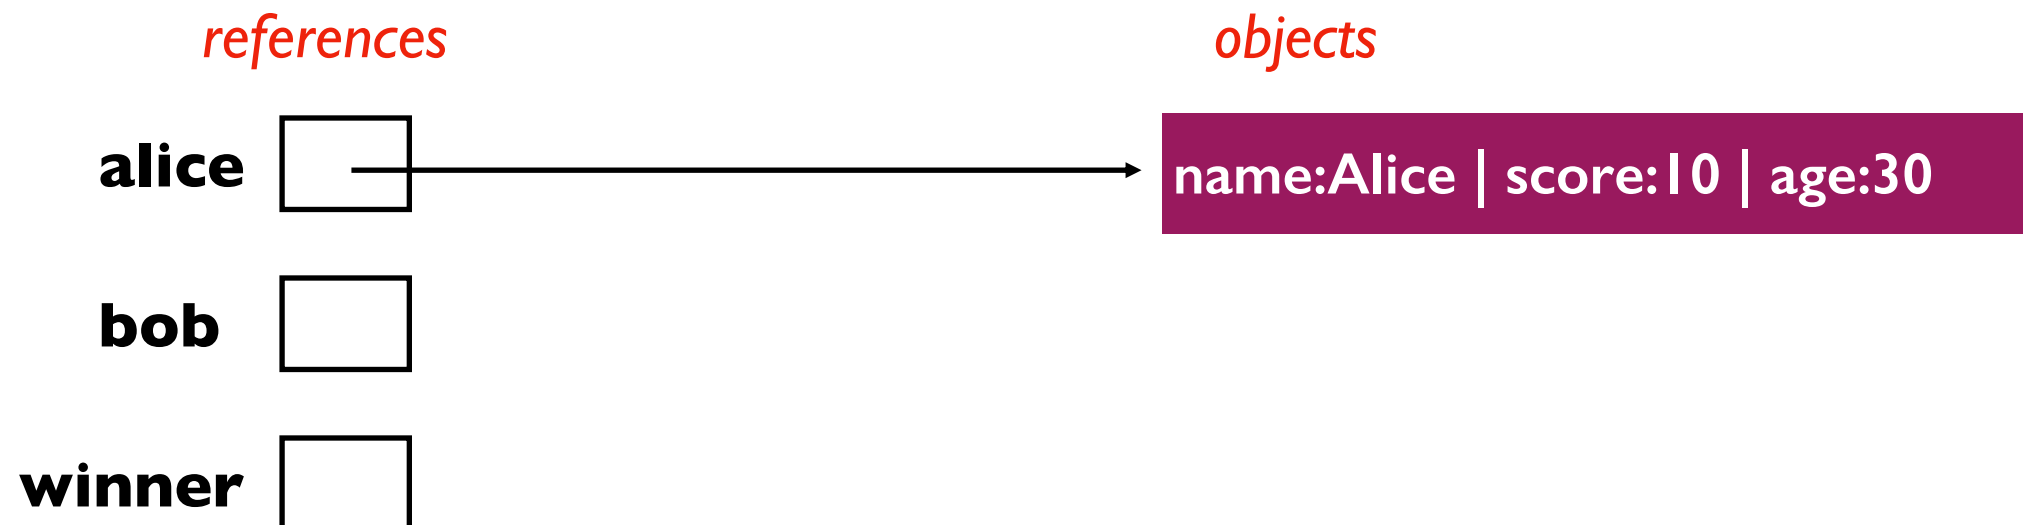 references objects
alice name:Alice | score:10 | age:30
bob
winner